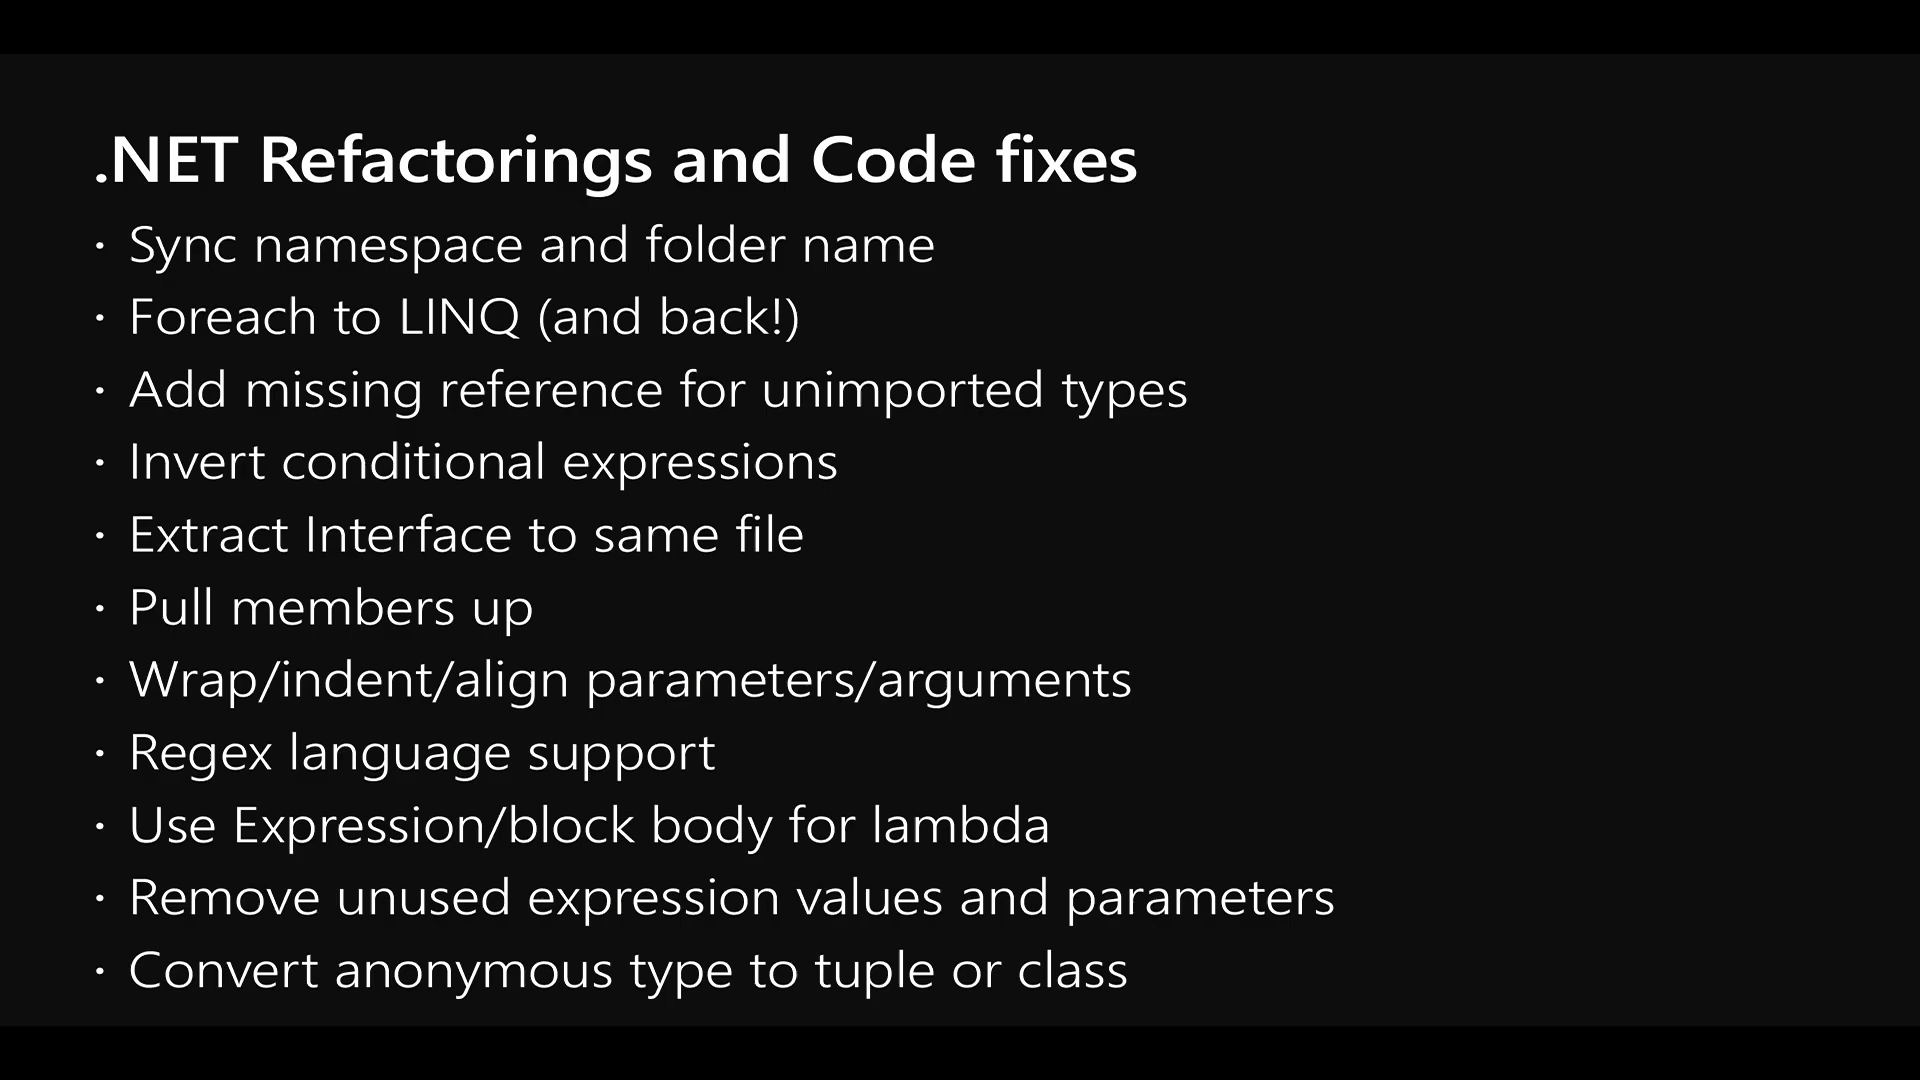 .NET Refactorings and Code fixes
· Sync namespace and folder name
· Foreach to LINQ (and back!)
· Add missing reference for unimported types
· Invert conditional expressions
· Extract Interface to same file
· Pull members up
· Wrap/indent/align parameters/arguments
· Regex language support
· Use Expression/block body for lambda
· Remove unused expression values and parameters
· Convert anonymous type to tuple or class